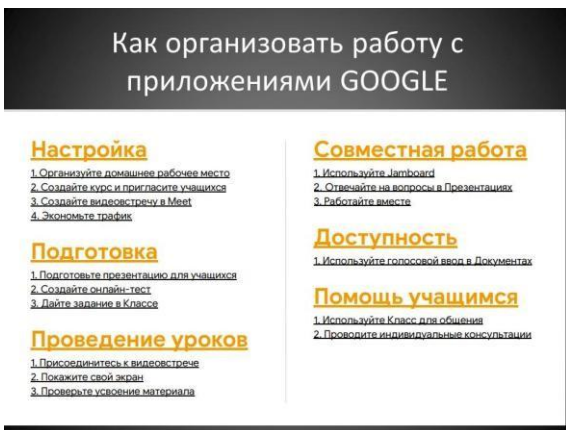 Как организовать работу с
приложениями GOOGLE
Настройка
1. Организуйте домашнее рабочее место
2. Создайте курс и пригласите учащихся
3. Создайте видеовстречу в Meet
4. Экономьте трафик
Подготовка
1. Подготовьте презентацию для учащихся
2. Создайте онлайн-тест
3. Дайте задание в Классе
Проведение уроков
1. Присоединитесь к видеовстрече
2. Покажите свой экран
3. Проверьте усвоение материала
Совместная работа
1. Используйте Jamboard
2. Отвечайте на вопросы в Презентациях
3. Работайте вместе
Доступность
1. Используйте голосовой ввод в Документах
Помощь учащимся
1. Используйте Класс для общения
2. Проводите индивидуальные консультации